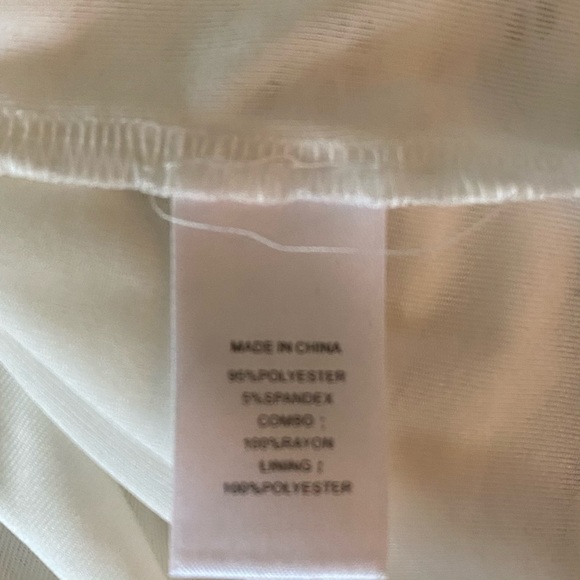 MADE IN CHINA
95%POLYESTER
5%SPANDEX
COMBO :
100%RAYON
LINING :
100%POLYESTER